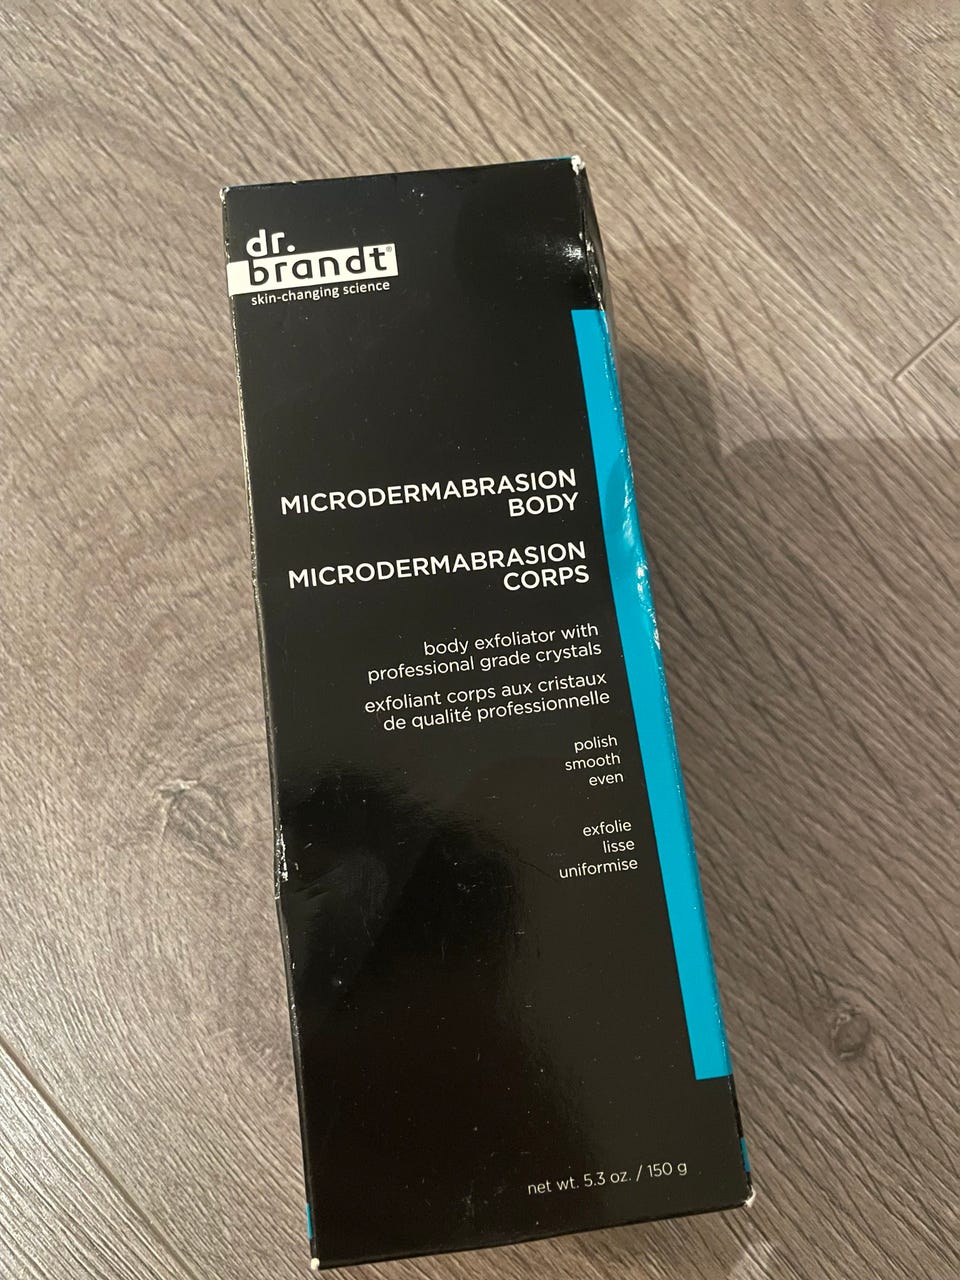 dr.
brandt®
skin-changing science
MICRODERMABRASION
BODY
MICRODERMABRASION
CORPS
body exfoliator with
professional grade crystals
exfoliant corps aux cristaux
de qualité professionnelle
polish
smooth
even
exfolie
lisse
uniformise
net wt. 5.3 oz. / 150 g